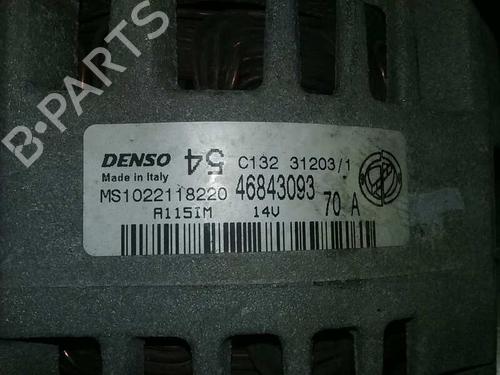 B-PARTS
DENSO 54 C132 31203/1
Made in Italy
MS1022118220 46843093 70 A
A115IM 14V